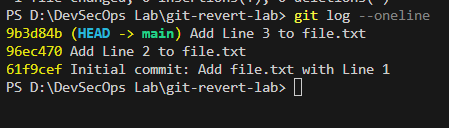 PS D:\DevSecOps Lab\git-revert-lab> git log --oneline
9b3d84b (HEAD -> main) Add Line 3 to file.txt
96ec470 Add Line 2 to file.txt
61f9cef Initial commit: Add file.txt with Line 1
PS D:\DevSecOps Lab\git-revert-lab>